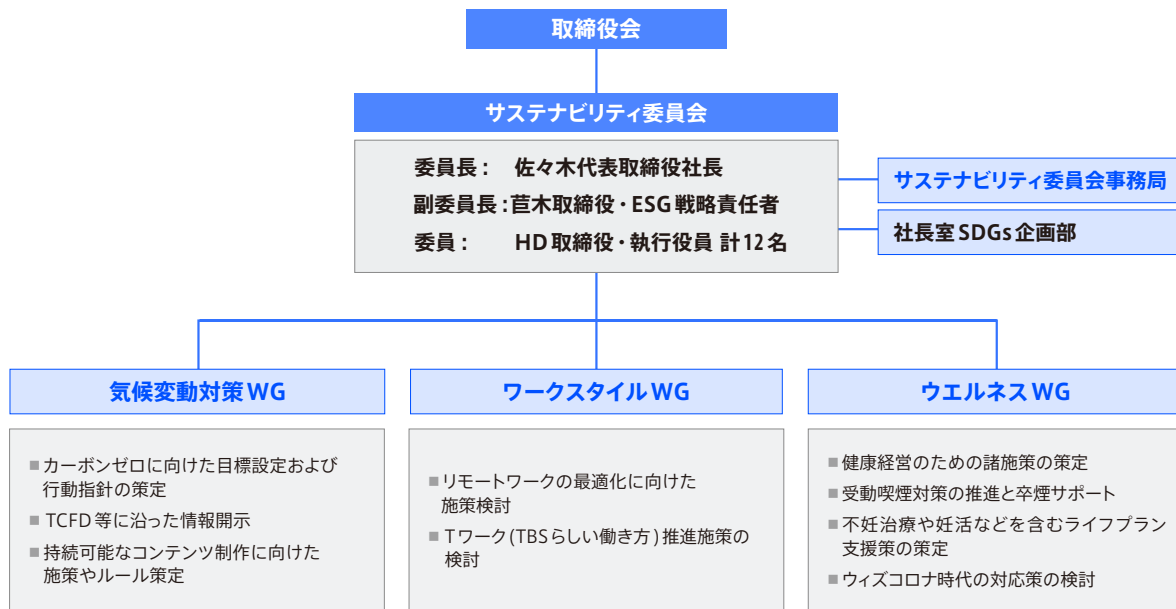 取締役会
サステナビリティ委員会
委員長： 佐々木代表取締役社長
副委員長：苣木取締役・ESG戦略責任者
委員： HD取締役・執行役員 計12名
サステナビリティ委員会事務局
社長室SDGs企画部
気候変動対策WG
■カーボンゼロに向けた目標設定および
行動指針の策定
■TCFD等に沿った情報開示
■持続可能なコンテンツ制作に向けた
施策やルール策定
ワークスタイルWG
■リモートワークの最適化に向けた
施策検討
■Tワーク(TBSらしい働き方)推進施策の
検討
ウエルネスWG
■健康経営のための諸施策の策定
■受動喫煙対策の推進と卒煙サポート
■不妊治療や妊活などを含むライフプラン
支援策の策定
■ウィズコロナ時代の対応策の検討